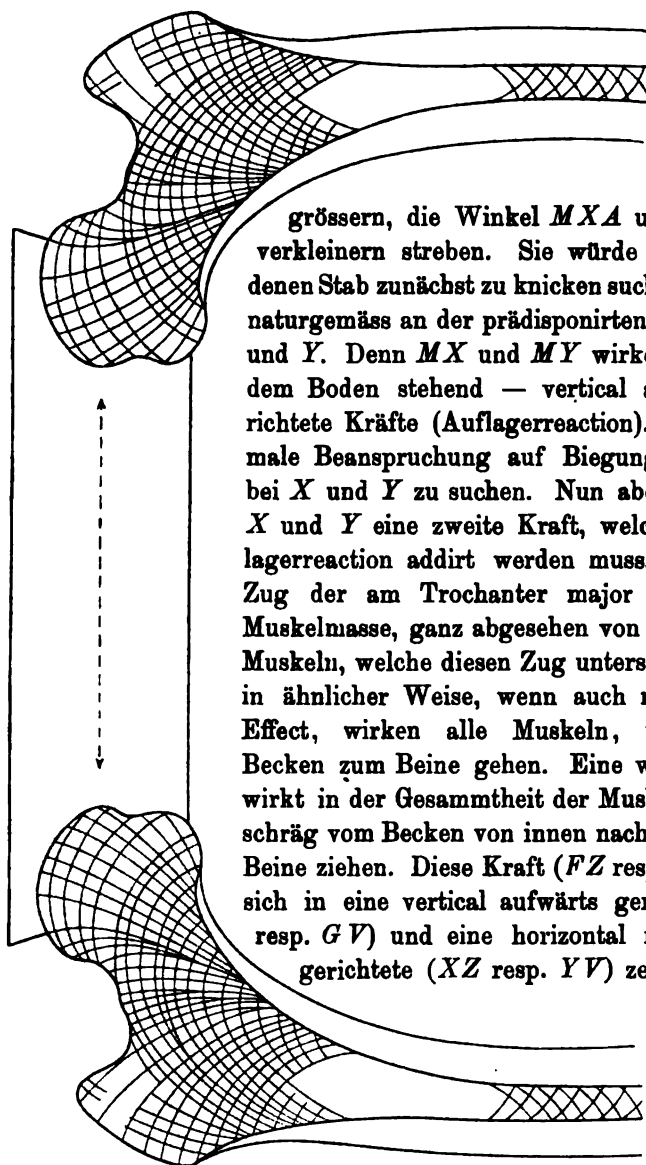 grössern, die Winkel MXA u
verkleinern streben. Sie würde
denen Stab zunächst zu knicken such
naturgemäss an der prädisponirten
und Y. Denn MX und MY wirke
dem Boden stehend — vertical a
richtete Kräfte (Auflagerreaction).
male Beanspruchung auf Biegung
bei X und Y zu suchen. Nun abe
X und Y eine zweite Kraft, welc
lagerreaction addirt werden muss
Zug der am Trochanter major
Muskelmasse, ganz abgesehen von
Muskeln, welche diesen Zug unters
in ähnlicher Weise, wenn auch
Effect, wirken alle Muskeln,
Becken zum Beine gehen. Eine w
wirkt in der Gesammtheit der Mus
schräg vom Becken von innen nach
Beine ziehen. Diese Kraft (FZ res
sich in eine vertical aufwärts ger
resp. GV) und eine horizontal
gerichtete (XZ resp. YV) ze